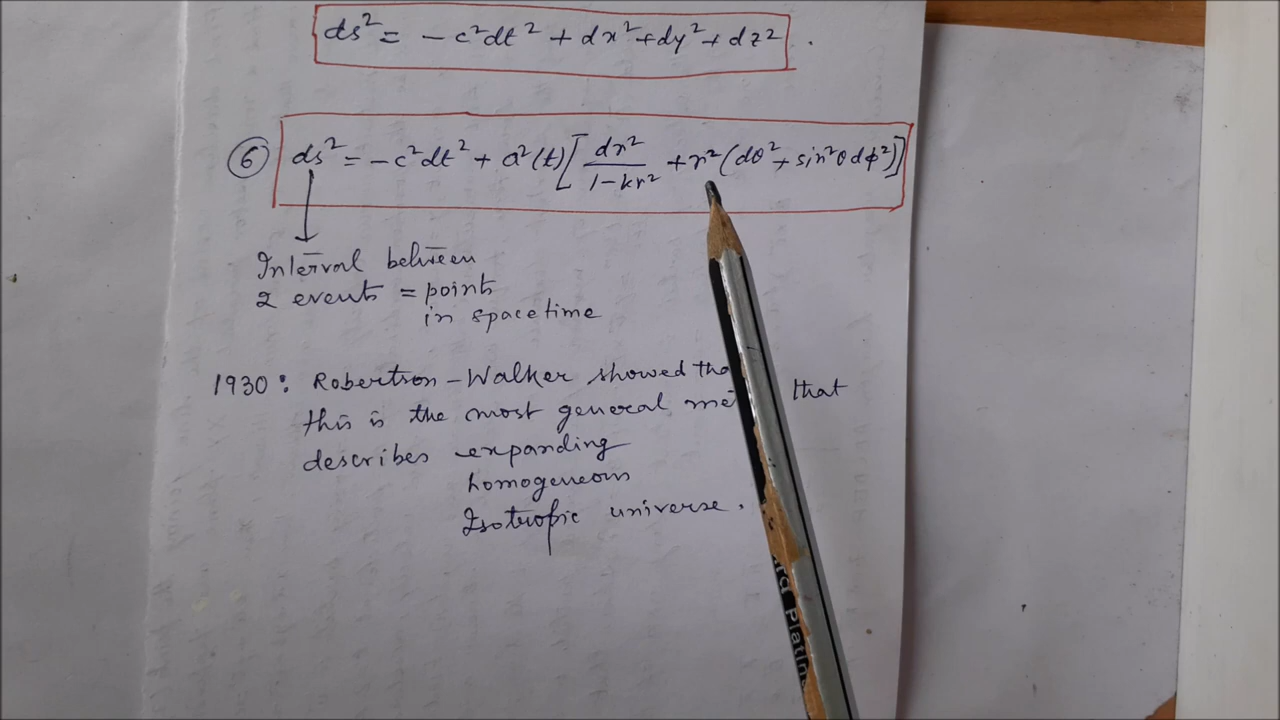 ds² = - c²dt² + dx² + dy² + dz² .
⑥ ds² = - c²dt² + a²(t) [ dr² / 1 - kr² + r² (dθ² + sin²θ dϕ²) ]
Interval between
2 events = points
in spacetime
1930 : Robertson - Walker showed
this is the most general that
describes expanding
homogeneous
Isotropic universe .